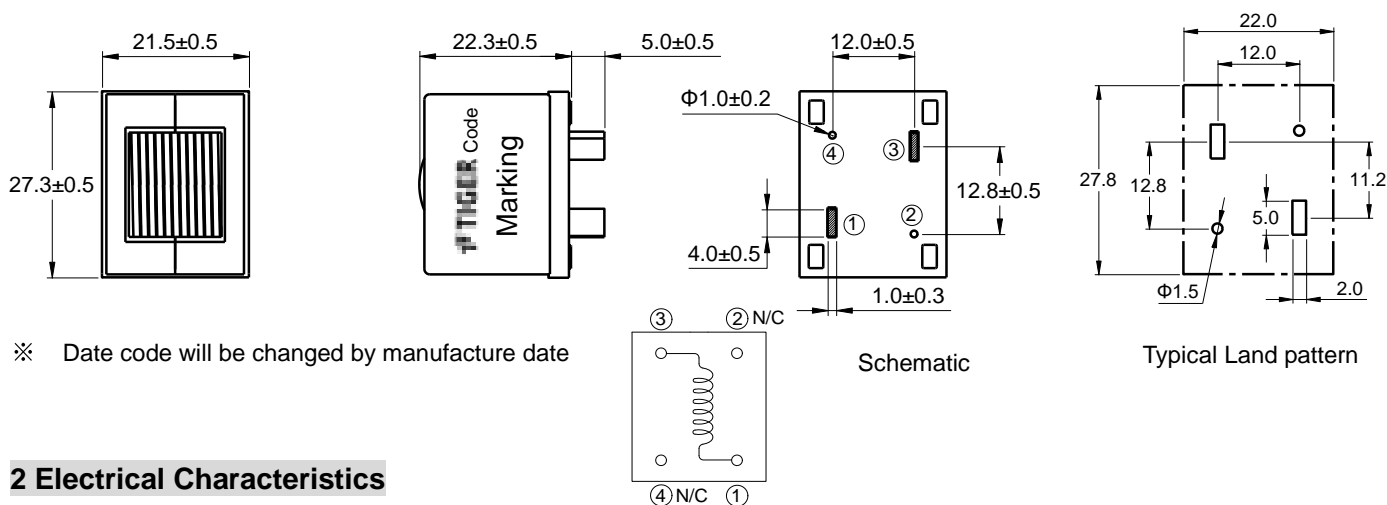 21.5±0.5
27.3±0.5
22.3±0.5
5.0±0.5
TIGER Code
Marking
12.0±0.5
Φ1.0±0.2
④
③
12.8±0.5
①
②
4.0±0.5
1.0±0.3
22.0
12.0
27.8
12.8
11.2
5.0
Φ1.5
2.0
※ Date code will be changed by manufacture date
③
② N/C
④ N/C
①
Schematic
Typical Land pattern
2 Electrical Characteristics